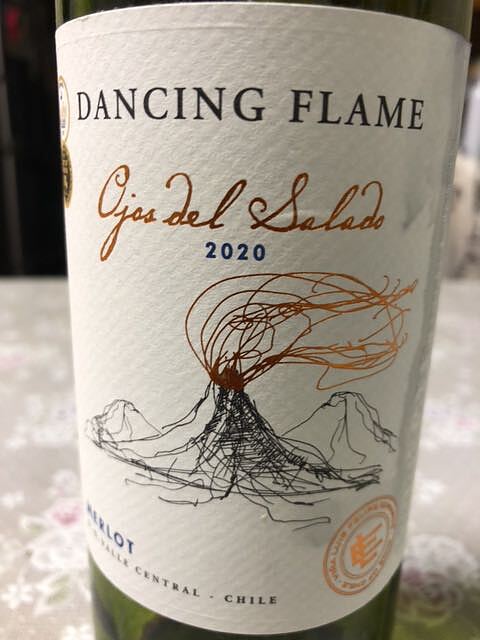 DANCING FLAME
Ojos del Salado
2020
MERLOT
VALLE CENTRAL - CHILE